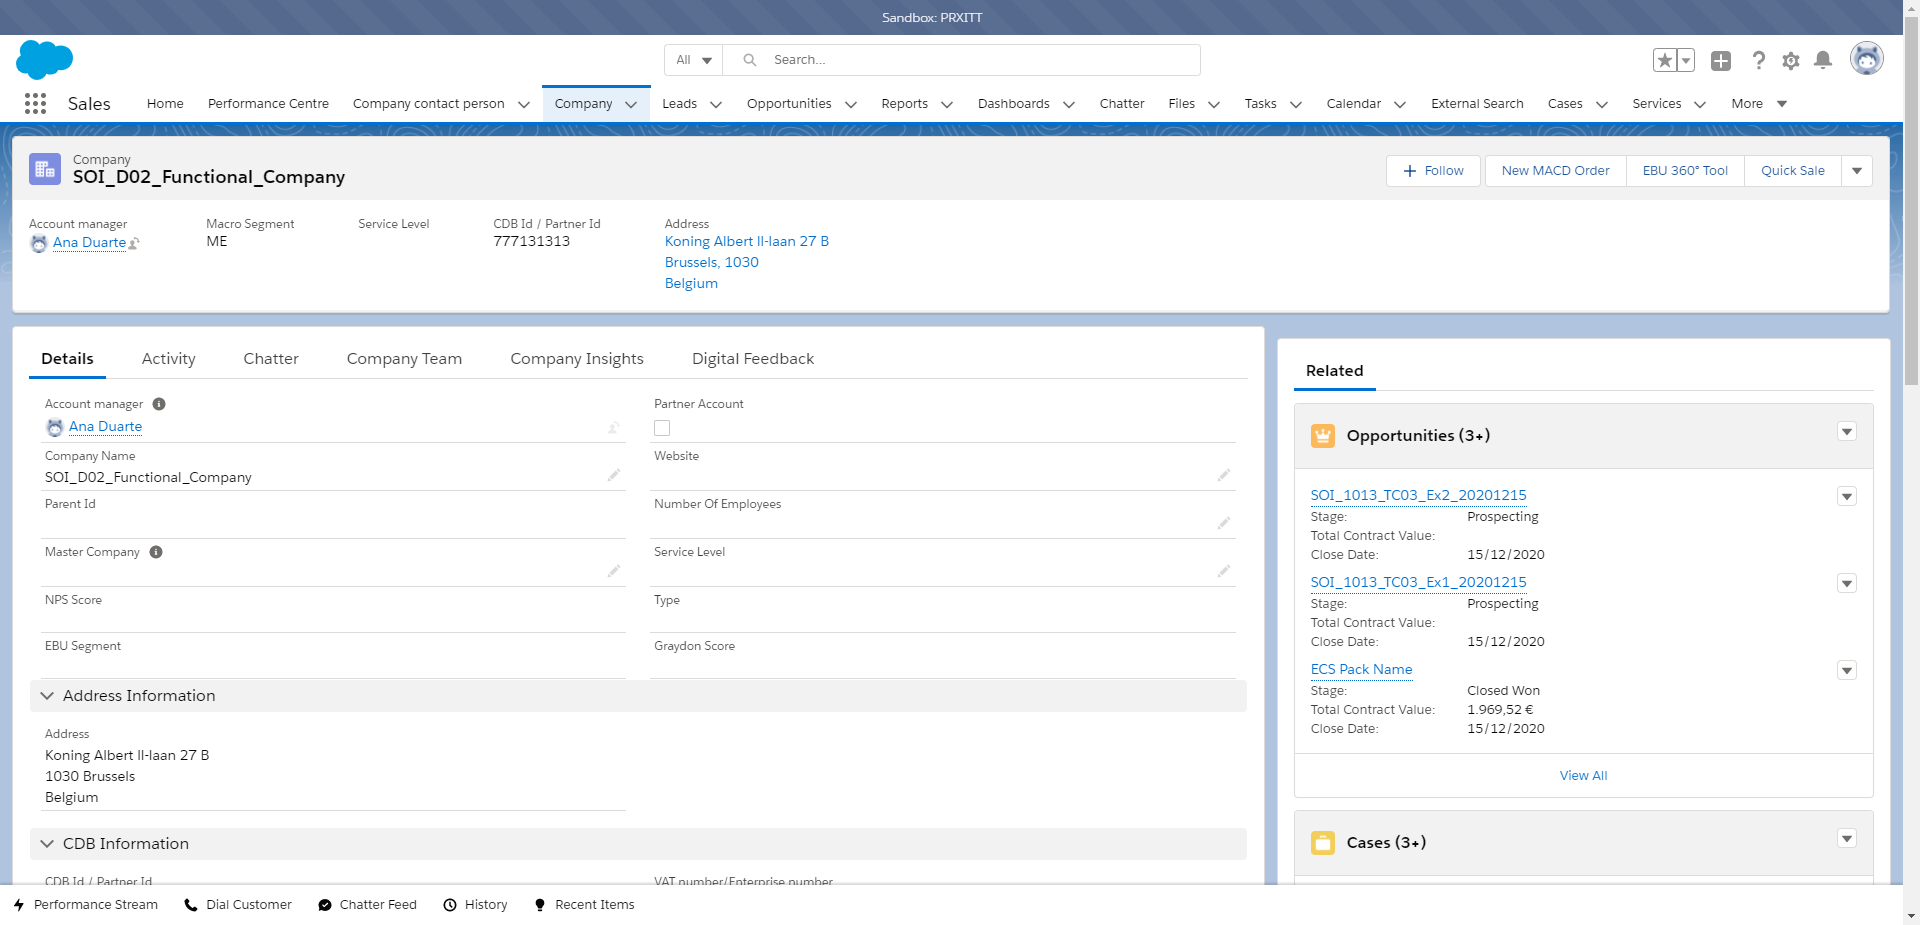 Sandbox: PRXITT
All
Search...
Sales
Home
Performance Centre
Company contact person
Company
Leads
Opportunities
Reports
Dashboards
Chatter
Files
Tasks
Calendar
External Search
Cases
Services
More
Company
SOI_D02_Functional_Company
Follow
New MACD Order
EBU 360° Tool
Quick Sale
Account manager
Ana Duarte
Macro Segment
ME
Service Level
CDB Id / Partner Id
777131313
Address
Koning Albert II-laan 27 B
Brussels, 1030
Belgium
Details
Activity
Chatter
Company Team
Company Insights
Digital Feedback
Account manager
Ana Duarte
Partner Account
Company Name
SOI_D02_Functional_Company
Website
Parent Id
Number Of Employees
Master Company
Service Level
NPS Score
Type
EBU Segment
Graydon Score
Address Information
Address
Koning Albert II-laan 27 B
1030 Brussels
Belgium
CDB Information
CDB Id / Partner Id
VAT number/Enterprise number
Related
Opportunities (3+)
SOI_1013_TC03_Ex2_20201215
Stage: Prospecting
Total Contract Value:
Close Date: 15/12/2020
SOI_1013_TC03_Ex1_20201215
Stage: Prospecting
Total Contract Value:
Close Date: 15/12/2020
ECS Pack Name
Stage: Closed Won
Total Contract Value: 1.969,52 €
Close Date: 15/12/2020
View All
Cases (3+)
Performance Stream
Dial Customer
Chatter Feed
History
Recent Items